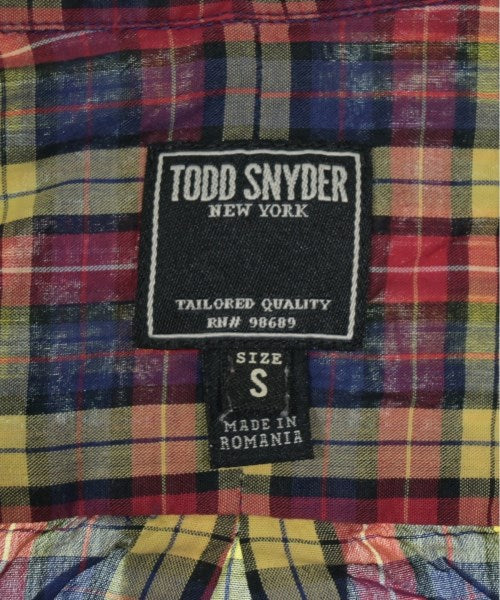 TODD SNYDER
NEW YORK
TAILORED QUALITY
RN# 98689
SIZE
S
MADE IN
ROMANIA